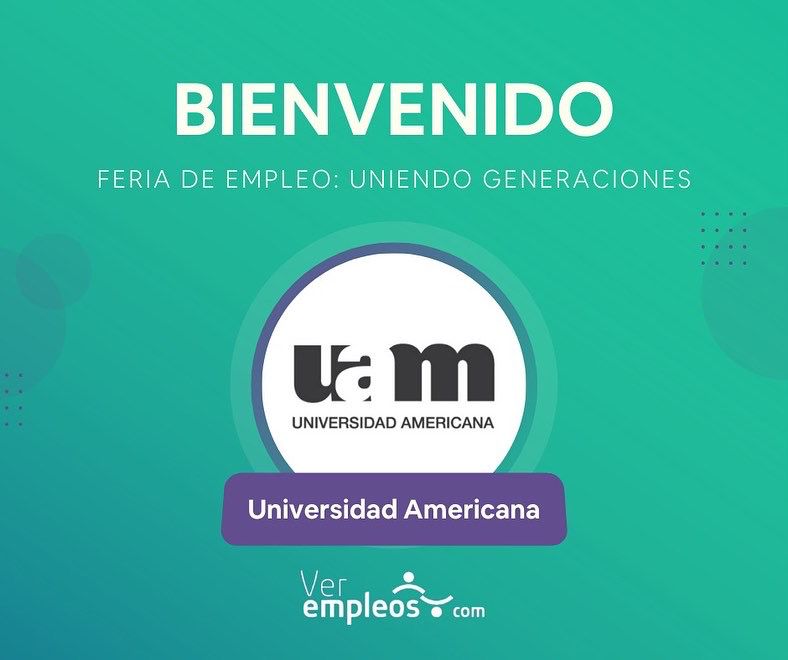 BIENVENIDO
FERIA DE EMPLEO: UNIENDO GENERACIONES
uam
UNIVERSIDAD AMERICANA
Universidad Americana
Ver
empleos.com